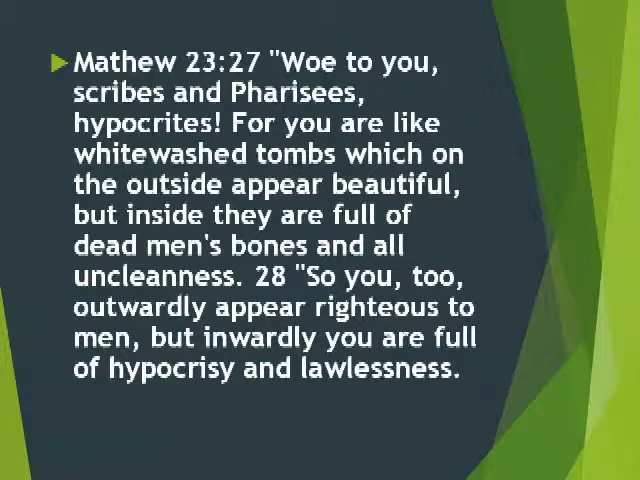 Mathew 23:27 "Woe to you,
scribes and Pharisees,
hypocrites! For you are like
whitewashed tombs which on
the outside appear beautiful,
but inside they are full of
dead men's bones and all
uncleanness. 28 "So you, too,
outwardly appear righteous to
men, but inwardly you are full
of hypocrisy and lawlessness.